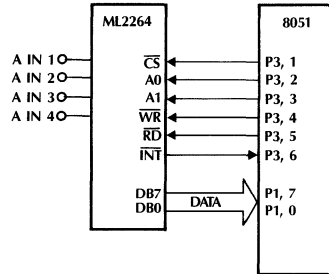 ML2264 8051
A IN 1 CS P3, 1
A IN 2 A0 P3, 2
A IN 3 A1 P3, 3
A IN 4 WR P3, 4
RD P3, 5
INT P3, 6
DB7 DATA P1, 7
DB0 P1, 0